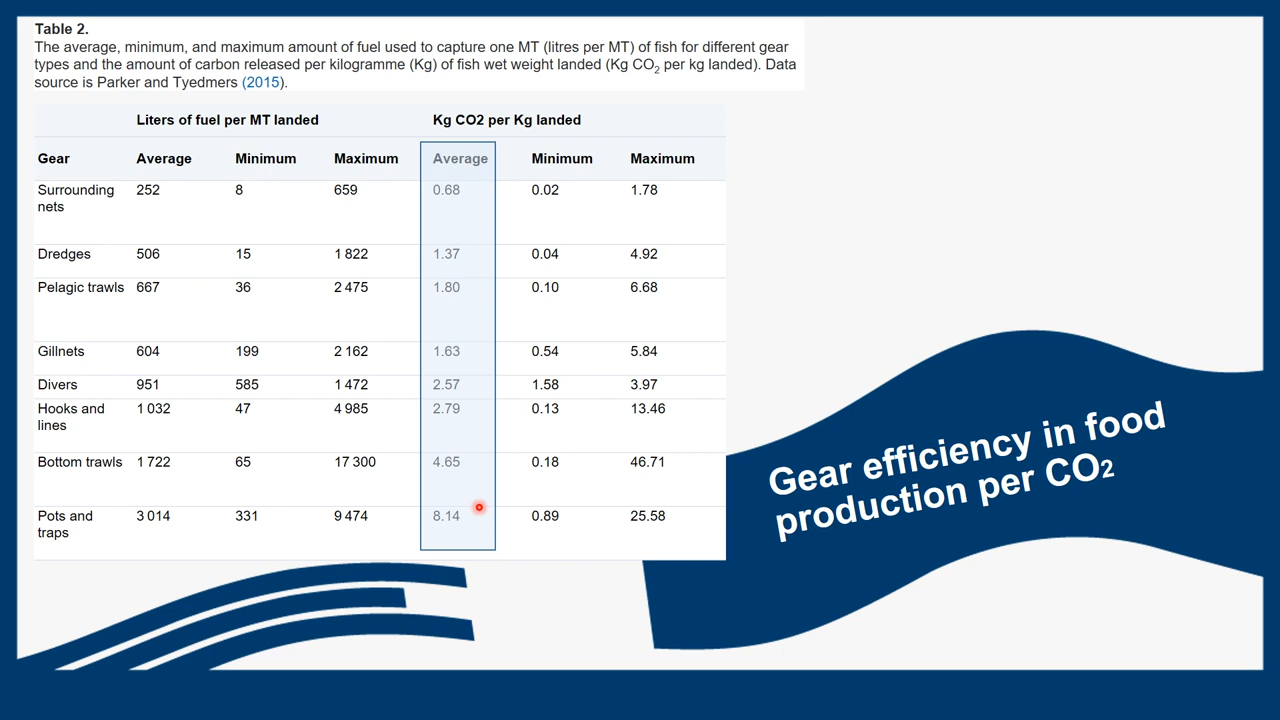 Table 2.
The average, minimum, and maximum amount of fuel used to capture one MT (litres per MT) of fish for different gear
types and the amount of carbon released per kilogramme (Kg) of fish wet weight landed (Kg CO2 per kg landed). Data
source is Parker and Tyedmers (2015).
Liters of fuel per MT landed Kg CO2 per Kg landed
Gear Average Minimum Maximum Average Minimum Maximum
Surrounding 252 8 659 0.68 0.02 1.78
nets
Dredges 506 15 1 822 1.37 0.04 4.92
Pelagic trawls 667 36 2 475 1.80 0.10 6.68
Gillnets 604 199 2 162 1.63 0.54 5.84
Divers 951 585 1 472 2.57 1.58 3.97
Hooks and 1 032 47 4 985 2.79 0.13 13.46
lines
Bottom trawls 1 722 65 17 300 4.65 0.18 46.71
Pots and 3 014 331 9 474 8.14 0.89 25.58
traps
Gear efficiency in food
production per CO2